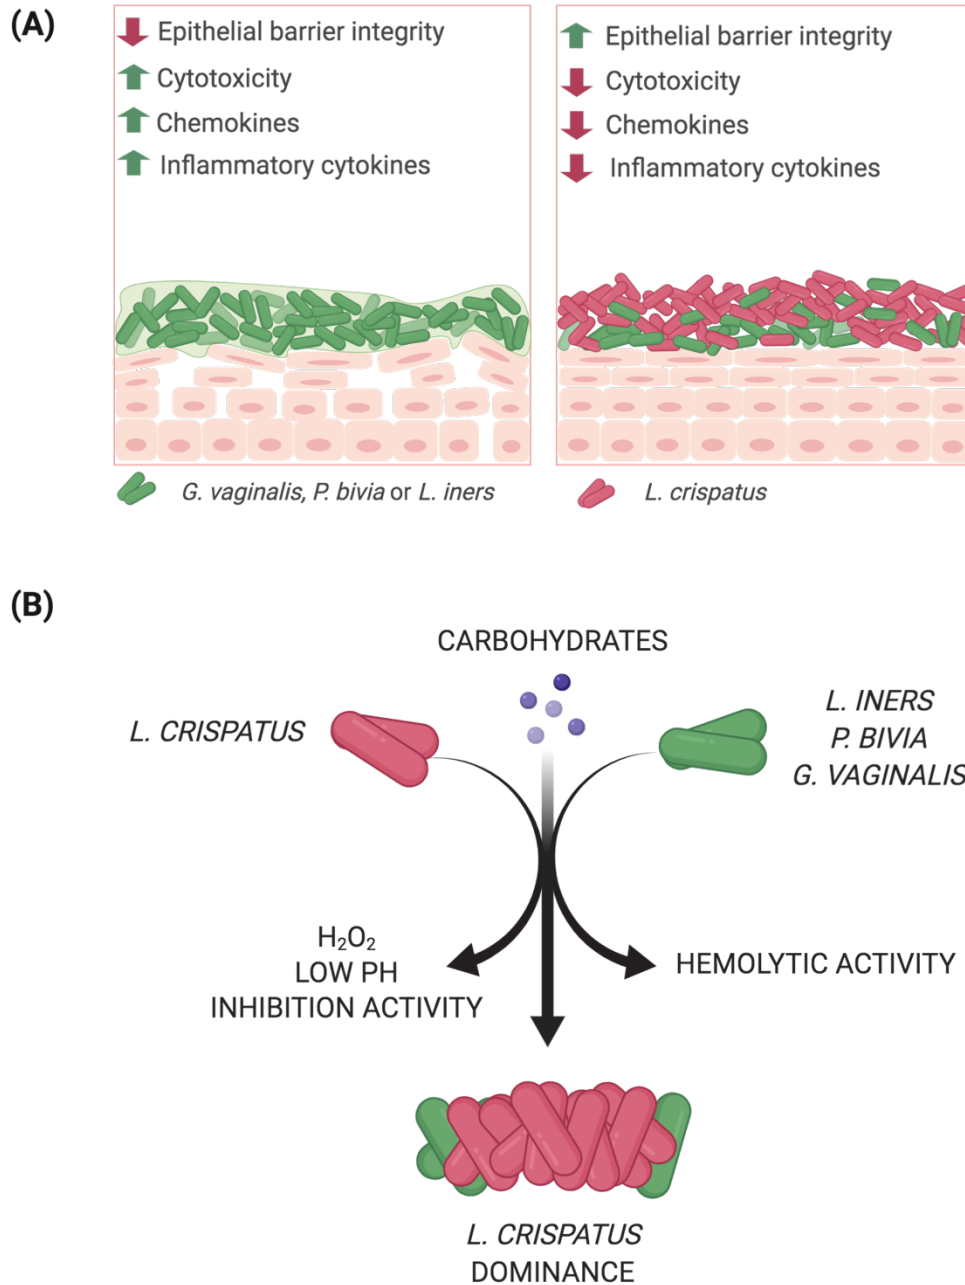 (A)
Epithelial barrier integrity
Cytotoxicity
Chemokines
Inflammatory cytokines
Epithelial barrier integrity
Cytotoxicity
Chemokines
Inflammatory cytokines
G. vaginalis, P. bivia or L. iners
L. crispatus
(B)
CARBOHYDRATES
L. CRISPATUS
L. INERS
P. BIVIA
G. VAGINALIS
H₂O₂
LOW PH
INHIBITION ACTIVITY
HEMOLYTIC ACTIVITY
L. CRISPATUS
DOMINANCE